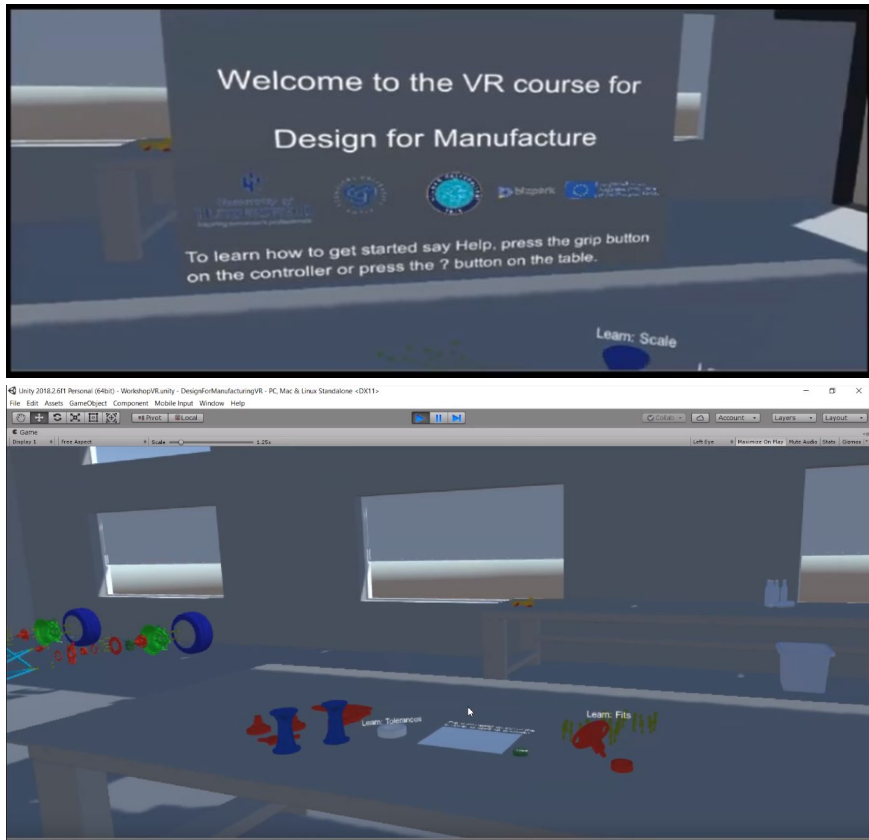 Welcome to the VR course for
Design for Manufacture
University of
bizpark
To learn how to get started say Help, press the grip button
on the controller or press the ? button on the table.
Learn: Scale
Unity 2018.2.6f1 Personal (64bit) - WorkshopVR.unity - DesignForManufacturingVR - PC, Mac & Linux Standalone <DX11>
File Edit Assets GameObject Component Mobile Input Window Help
Pivot Local Collab Account Layers Layout
Game
Display 1 Free Aspect Scale 1.25x Left Eye Maximize On Play Mute Audio Stats Gizmos
Learn: Tolerances
Learn: Fits